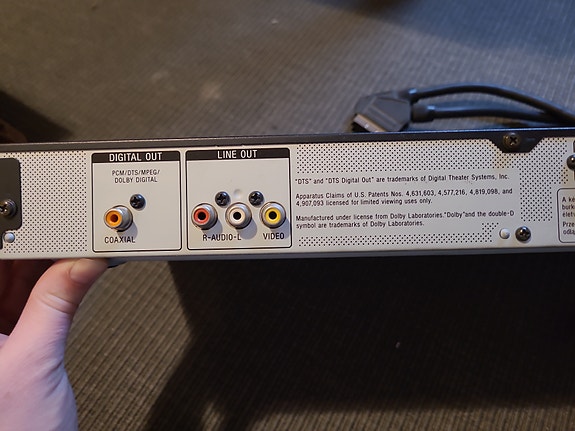 DIGITAL OUT
PCM/DTS/MPEG/
DOLBY DIGITAL
COAXIAL
LINE OUT
R-AUDIO-L
VIDEO
"DTS" and "DTS Digital Out" are trademarks of Digital Theater Systems, Inc.
Apparatus Claims of U.S. Patents Nos. 4,631,603, 4,577,216, 4,819,098, and
4,907,093 licensed for limited viewing uses only.
Manufactured under license from Dolby Laboratories."Dolby"and the double-D
symbol are trademarks of Dolby Laboratories.
A ké
burk
Prze